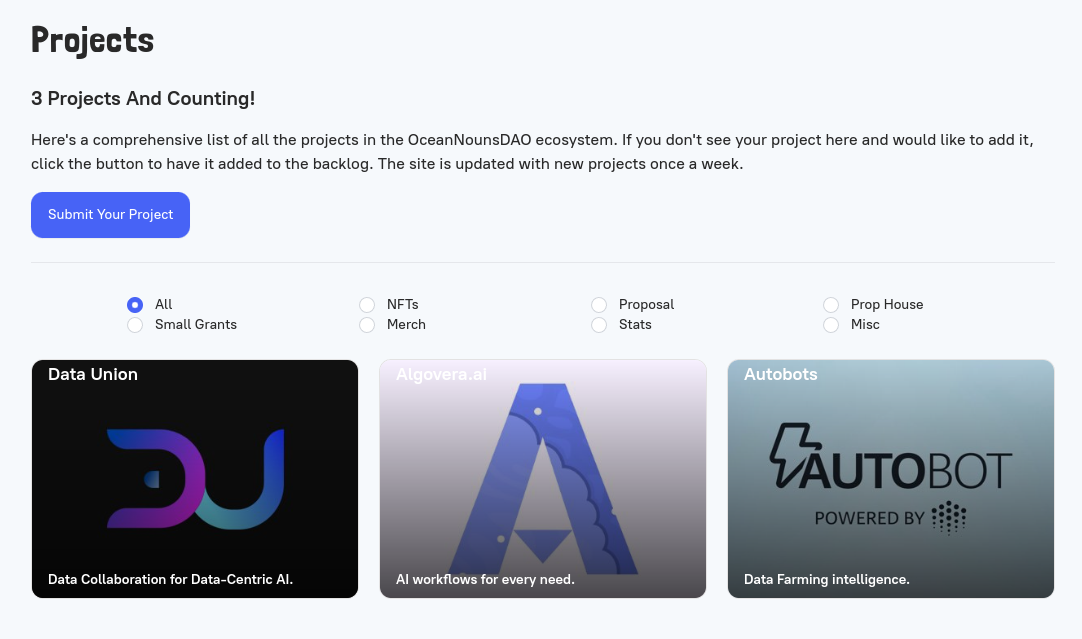 Projects
3 Projects And Counting!
Here's a comprehensive list of all the projects in the OceanNounsDAO ecosystem. If you don't see your project here and would like to add it,
click the button to have it added to the backlog. The site is updated with new projects once a week.
Submit Your Project
All
NFTs
Proposal
Prop House
Small Grants
Merch
Stats
Misc
Data Union
Algovera.ai
Autobots
DU
A
AUTOBOT
POWERED BY
Data Collaboration for Data-Centric AI.
AI workflows for every need.
Data Farming intelligence.